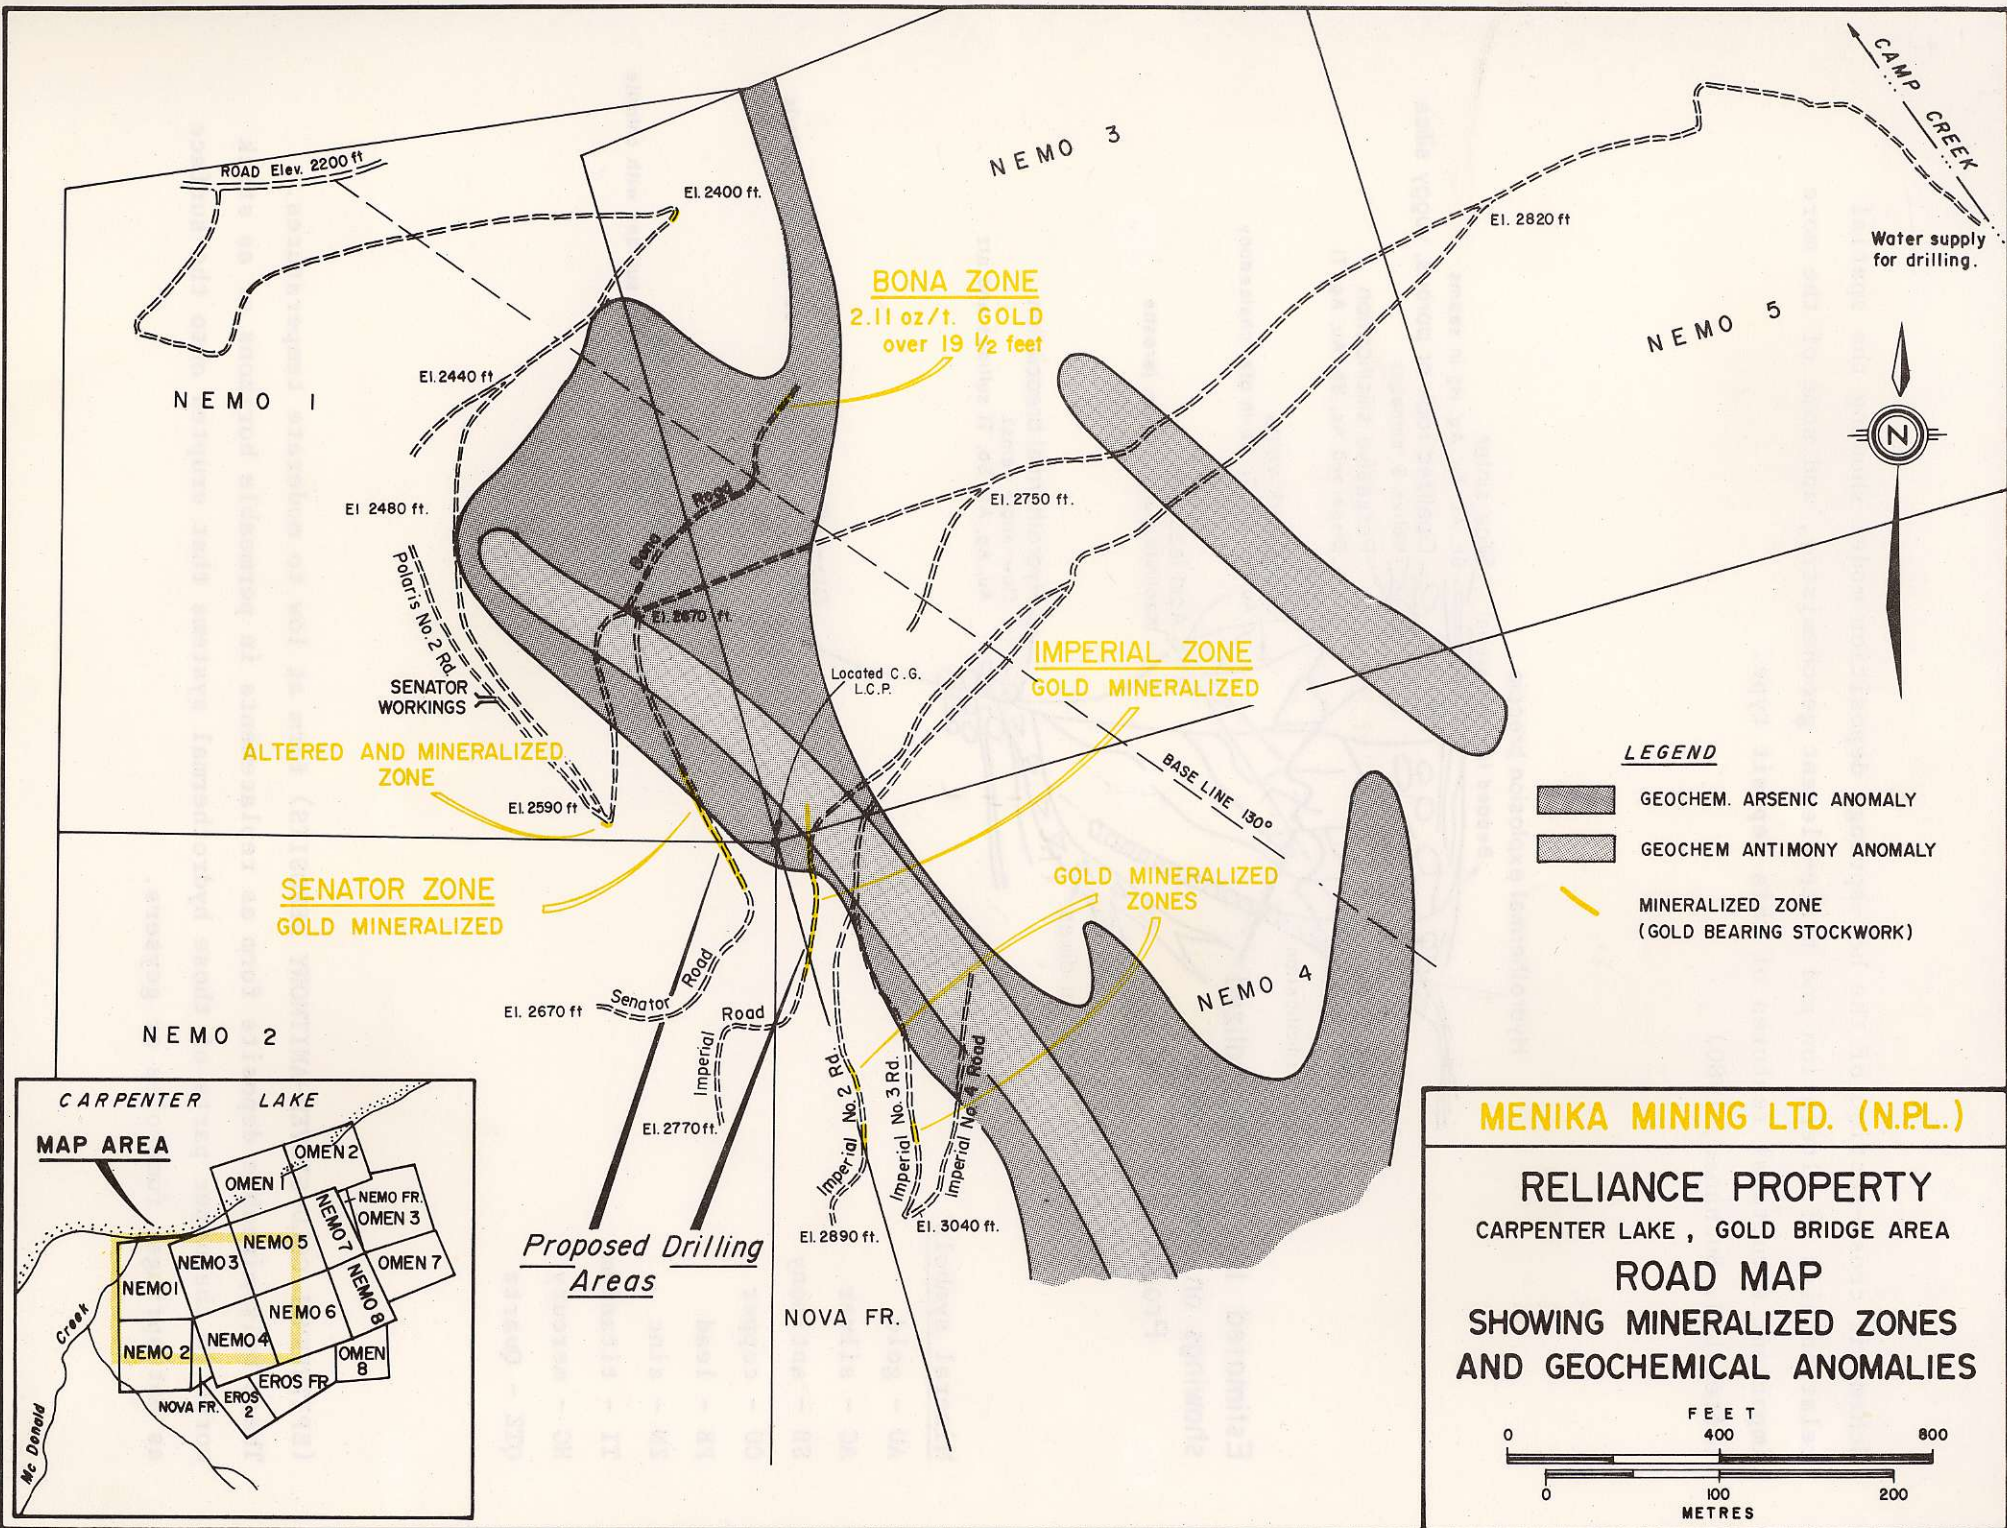 CAMP CREEK
NEMO 3
ROAD Elev. 2200 ft
El. 2400 ft.
El. 2820 ft
Water supply
for drilling.
BONA ZONE
2.11 oz/t. GOLD
over 19 ½ feet
NEMO 5
El. 2440 ft
NEMO 1
N
El 2480 ft.
Bona Road
El. 2750 ft.
Polaris No. 2 Rd.
El. 2670 ft.
IMPERIAL ZONE
GOLD MINERALIZED
Located C.G.
L.C.P.
SENATOR
WORKINGS
ALTERED AND MINERALIZED
ZONE
BASE LINE 130°
El. 2590 ft
LEGEND
GEOCHEM. ARSENIC ANOMALY
GEOCHEM ANTIMONY ANOMALY
MINERALIZED ZONE
(GOLD BEARING STOCKWORK)
SENATOR ZONE
GOLD MINERALIZED
GOLD MINERALIZED
ZONES
NEMO 4
Senator Road
El. 2670 ft
Imperial Road
NEMO 2
El. 2770 ft.
Imperial No. 2 Rd
Imperial No. 3 Rd.
Imperial No. 4 Road
El. 2890 ft.
El. 3040 ft.
Proposed Drilling
Areas
NOVA FR.
CARPENTER LAKE
MAP AREA
OMEN 2
OMEN 1
NEMO FR.
OMEN 3
NEMO 7
NEMO 5
NEMO 3
OMEN 7
NEMO 1
NEMO 8
NEMO 6
NEMO 4
NEMO 2
OMEN
8
EROS FR
EROS
2
NOVA FR.
Mc Donald Creek
MENIKA MINING LTD. (N.P.L.)
RELIANCE PROPERTY
CARPENTER LAKE , GOLD BRIDGE AREA
ROAD MAP
SHOWING MINERALIZED ZONES
AND GEOCHEMICAL ANOMALIES
FEET
0 400 800
0 100 200
METRES